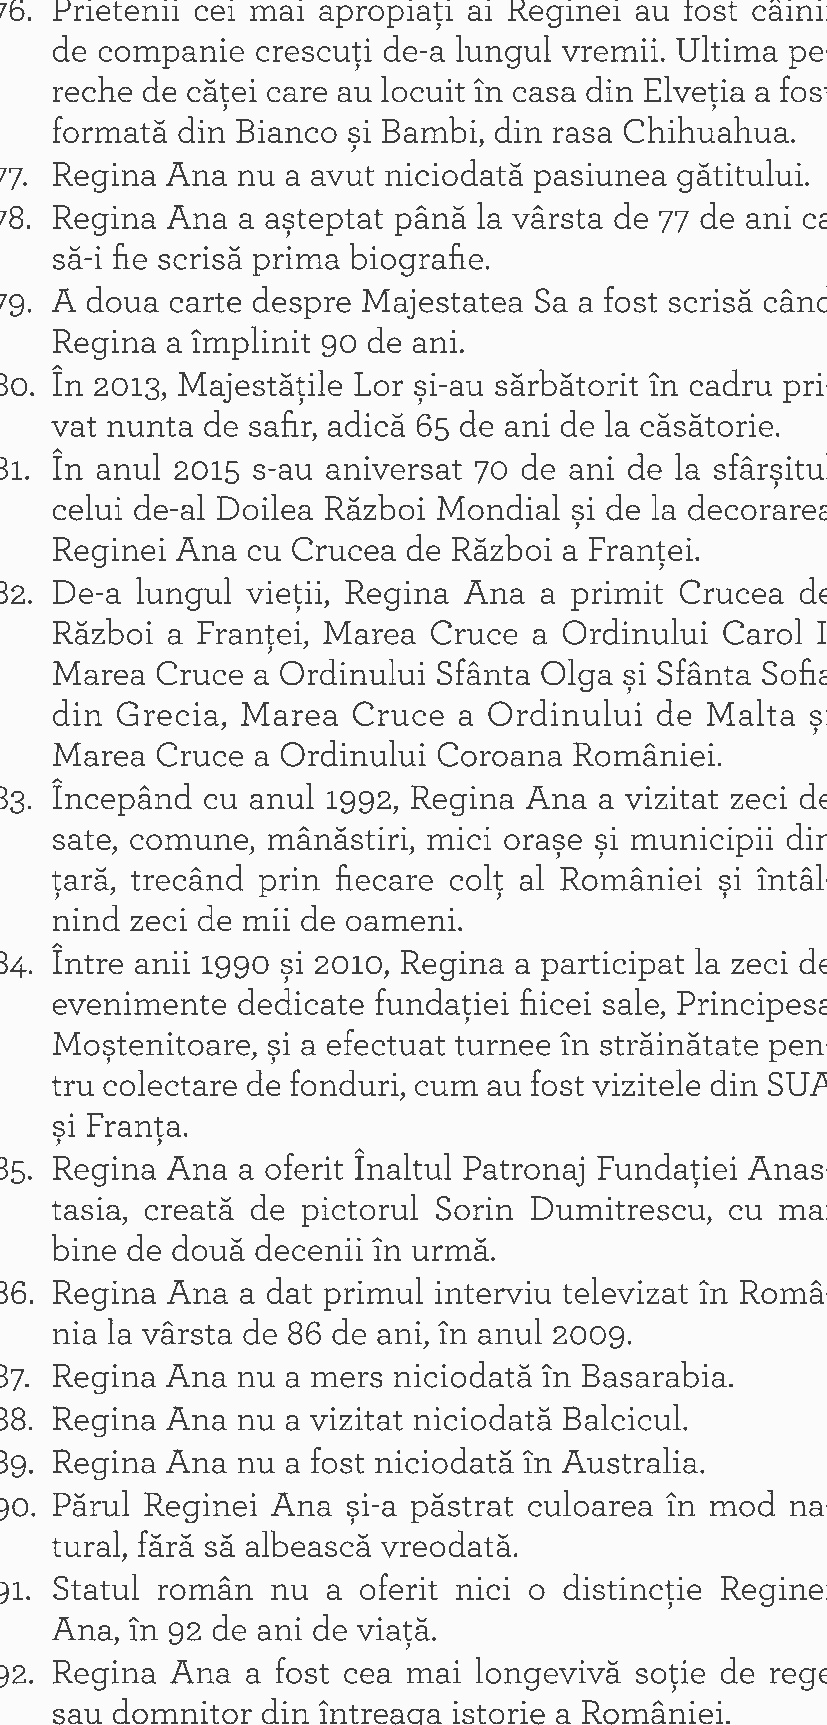 76. Prietenii cei mai apropiați ai Reginei au fost câinii
de companie crescuți de-a lungul vremii. Ultima pe-
reche de căței care au locuit în casa din Elveția a fost
formată din Bianco și Bambi, din rasa Chihuahua.
77. Regina Ana nu a avut niciodată pasiunea gătitului.
78. Regina Ana a așteptat până la vârsta de 77 de ani ca
să-i fie scrisă prima biografie.
79. A doua carte despre Majestatea Sa a fost scrisă când
Regina a împlinit 90 de ani.
80. În 2013, Majestățile Lor și-au sărbătorit în cadru pri-
vat nunta de safir, adică 65 de ani de la căsătorie.
81. În anul 2015 s-au aniversat 70 de ani de la sfârșitul
celui de-al Doilea Război Mondial și de la decorarea
Reginei Ana cu Crucea de Război a Franței.
82. De-a lungul vieții, Regina Ana a primit Crucea de
Război a Franței, Marea Cruce a Ordinului Carol I,
Marea Cruce a Ordinului Sfânta Olga și Sfânta Sofia
din Grecia, Marea Cruce a Ordinului de Malta și
Marea Cruce a Ordinului Coroana României.
83. Începând cu anul 1992, Regina Ana a vizitat zeci de
sate, comune, mânăstiri, mici orașe și municipii din
țară, trecând prin fiecare colț al României și întâl-
nind zeci de mii de oameni.
84. Între anii 1990 și 2010, Regina a participat la zeci de
evenimente dedicate fundației fiicei sale, Principesa
Moștenitoare, și a efectuat turnee în străinătate pen-
tru colectare de fonduri, cum au fost vizitele din SUA
și Franța.
85. Regina Ana a oferit Înaltul Patronaj Fundației Anas-
tasia, creată de pictorul Sorin Dumitrescu, cu mai
bine de două decenii în urmă.
86. Regina Ana a dat primul interviu televizat în Româ-
nia la vârsta de 86 de ani, în anul 2009.
87. Regina Ana nu a mers niciodată în Basarabia.
88. Regina Ana nu a vizitat niciodată Balcicul.
89. Regina Ana nu a fost niciodată în Australia.
90. Părul Reginei Ana și-a păstrat culoarea în mod na-
tural, fără să albească vreodată.
91. Statul român nu a oferit nici o distincție Reginei
Ana, în 92 de ani de viață.
92. Regina Ana a fost cea mai longevivă soție de rege
sau domnitor din întreaga istorie a României.